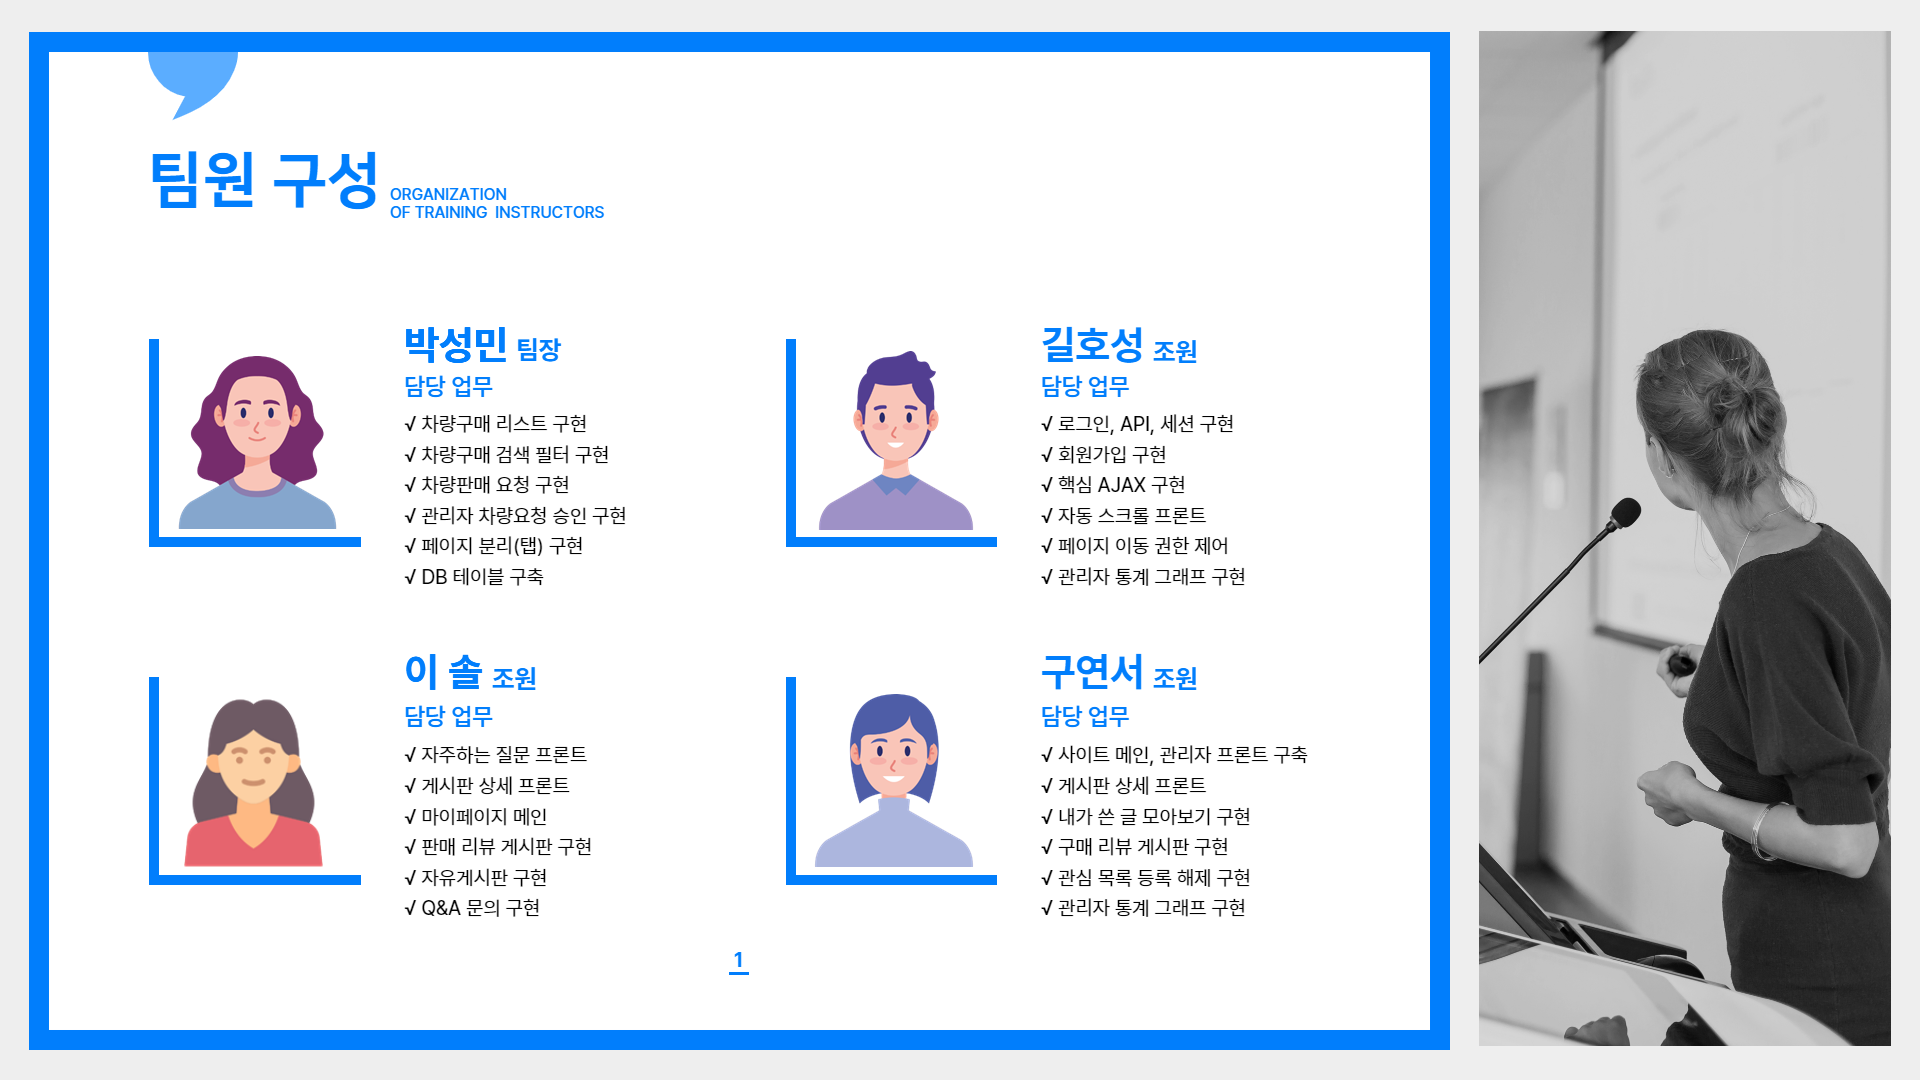 팀원 구성
ORGANIZATION
OF TRAINING INSTRUCTORS
박성민 팀장
담당 업무
√ 차량구매 리스트 구현
√ 차량구매 검색 필터 구현
√ 차량판매 요청 구현
√ 관리자 차량요청 승인 구현
√ 페이지 분리(탭) 구현
√ DB 테이블 구축
길호성 조원
담당 업무
√ 로그인, API, 세션 구현
√ 회원가입 구현
√ 핵심 AJAX 구현
√ 자동 스크롤 프론트
√ 페이지 이동 권한 제어
√ 관리자 통계 그래프 구현
이 솔 조원
담당 업무
√ 자주하는 질문 프론트
√ 게시판 상세 프론트
√ 마이페이지 메인
√ 판매 리뷰 게시판 구현
√ 자유게시판 구현
√ Q&A 문의 구현
구연서 조원
담당 업무
√ 사이트 메인, 관리자 프론트 구축
√ 게시판 상세 프론트
√ 내가 쓴 글 모아보기 구현
√ 구매 리뷰 게시판 구현
√ 관심 목록 등록 해제 구현
√ 관리자 통계 그래프 구현
1